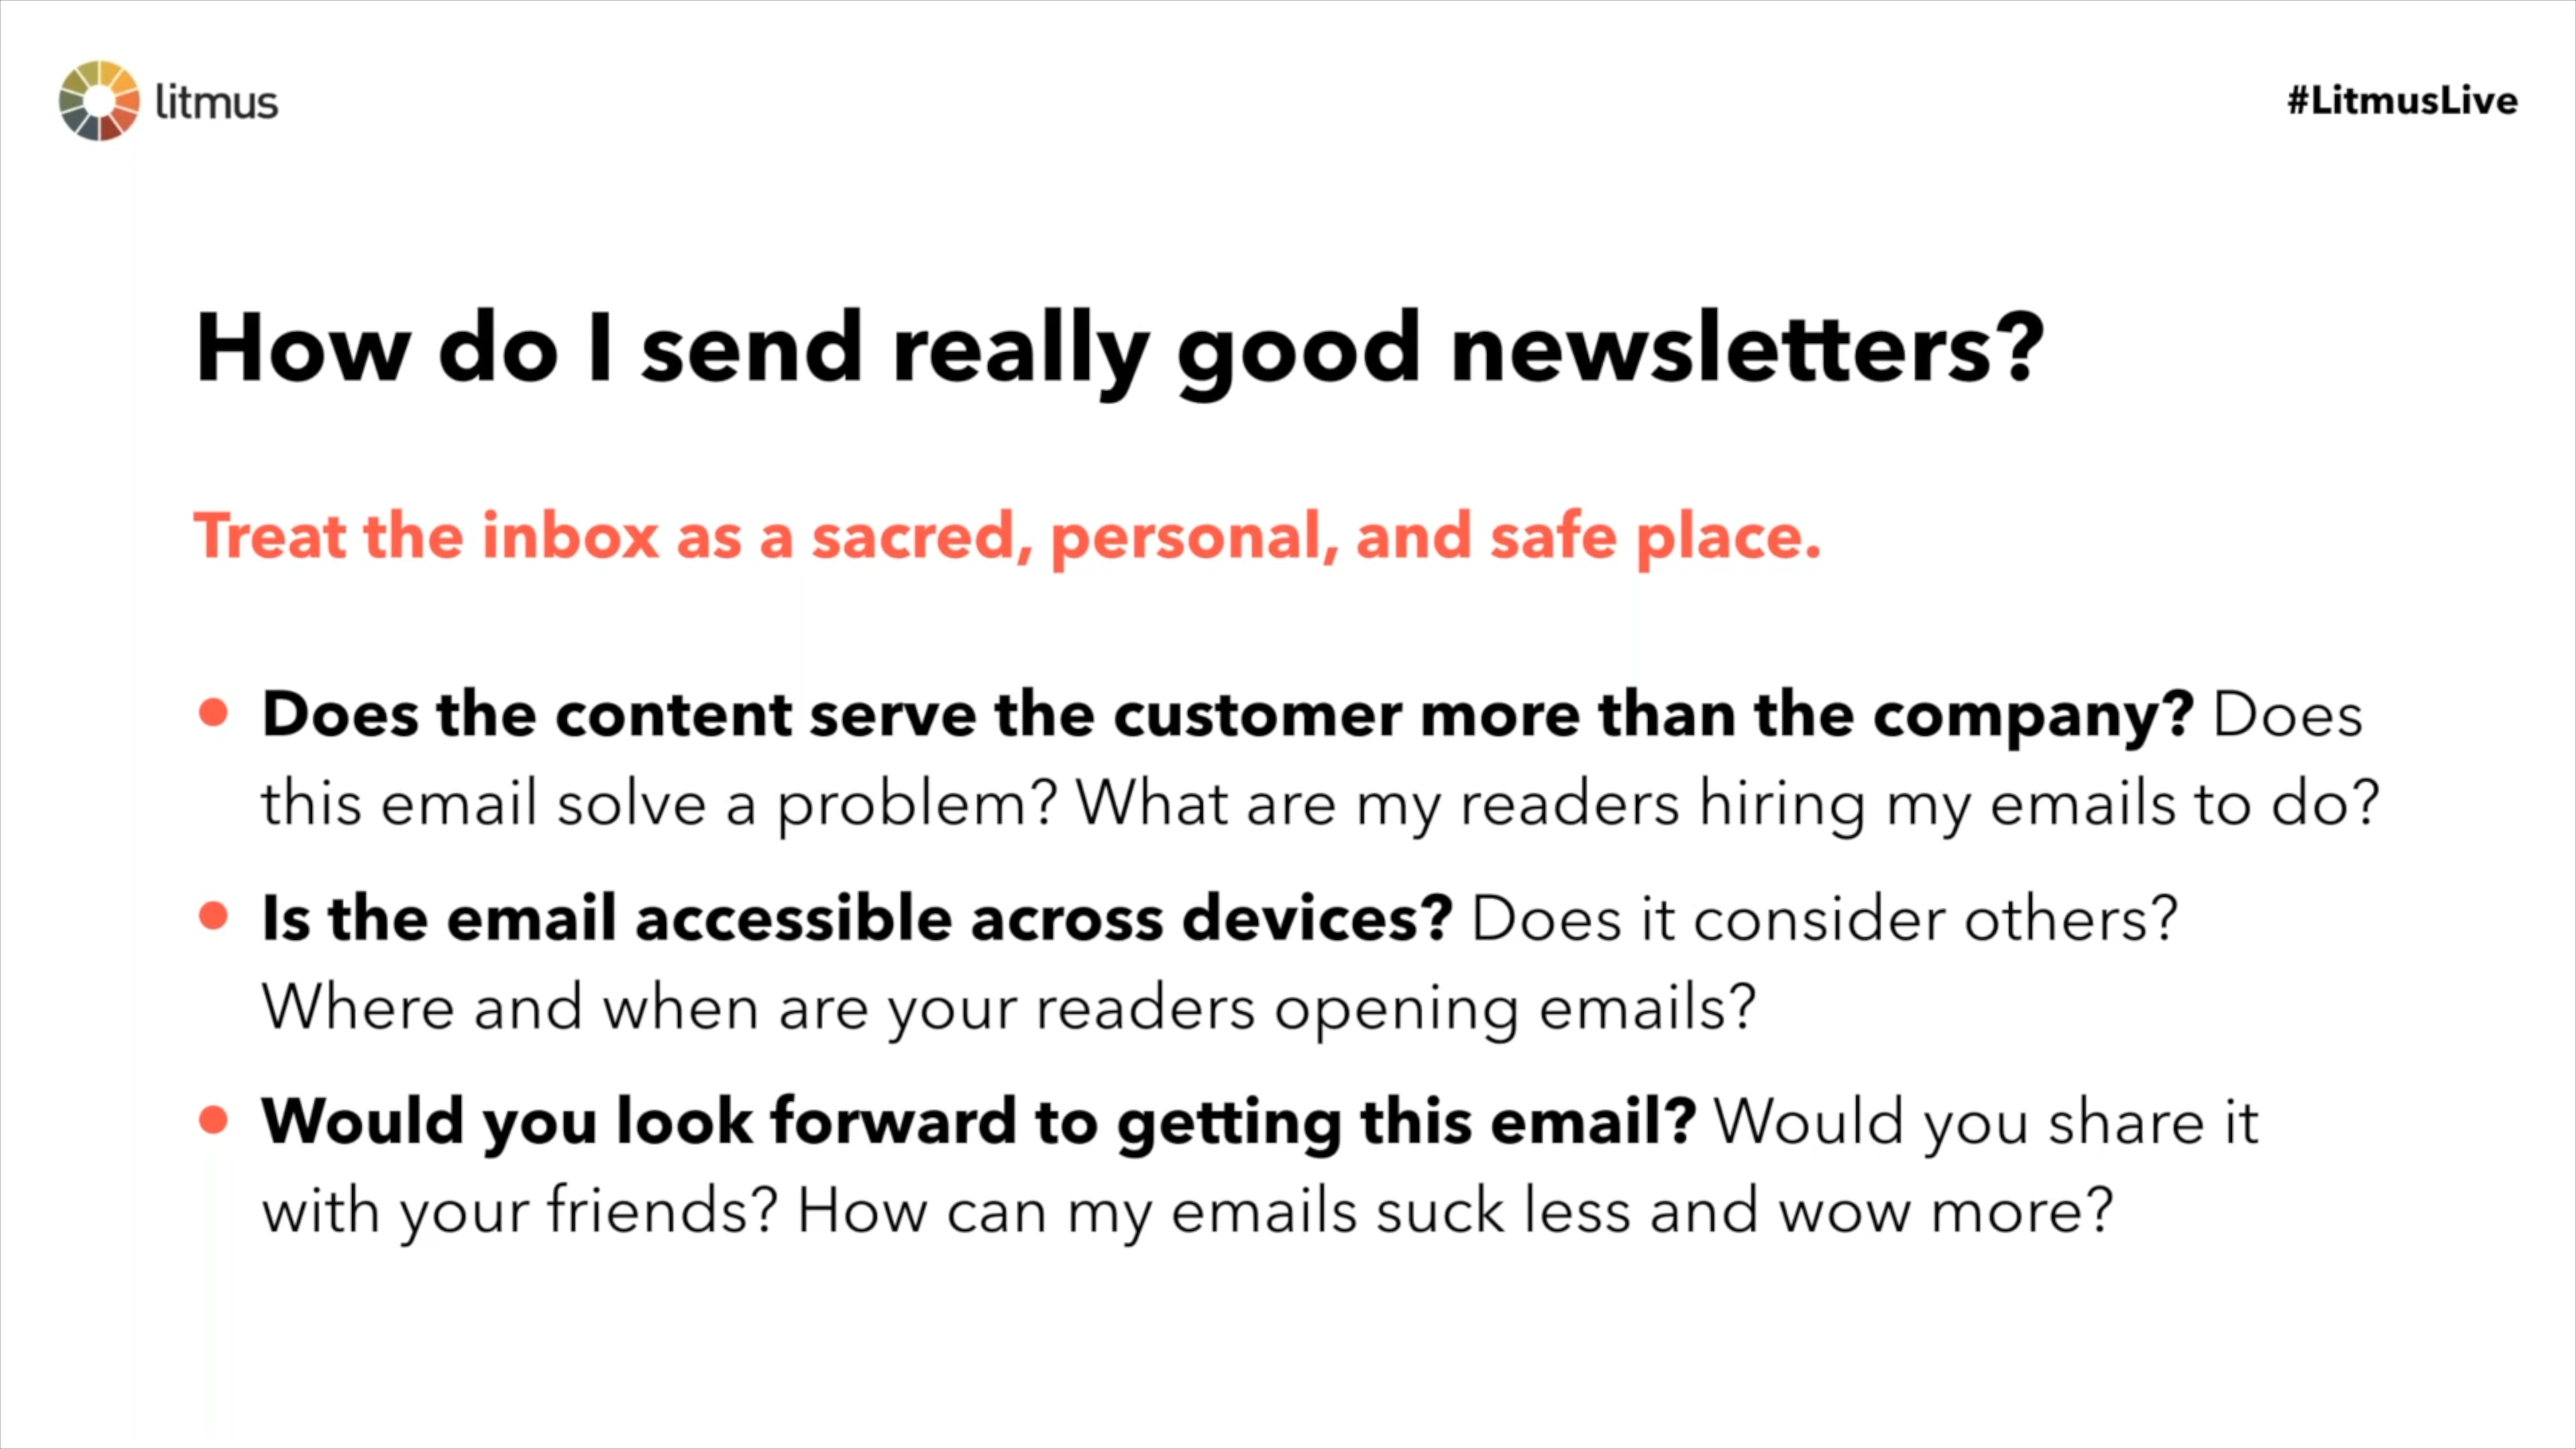 litmus
#LitmusLive
How do I send really good newsletters?
Treat the inbox as a sacred, personal, and safe place.
Does the content serve the customer more than the company? Does
this email solve a problem? What are my readers hiring my emails to do?
Is the email accessible across devices? Does it consider others?
Where and when are your readers opening emails?
Would you look forward to getting this email? Would you share it
with your friends? How can my emails suck less and wow more?